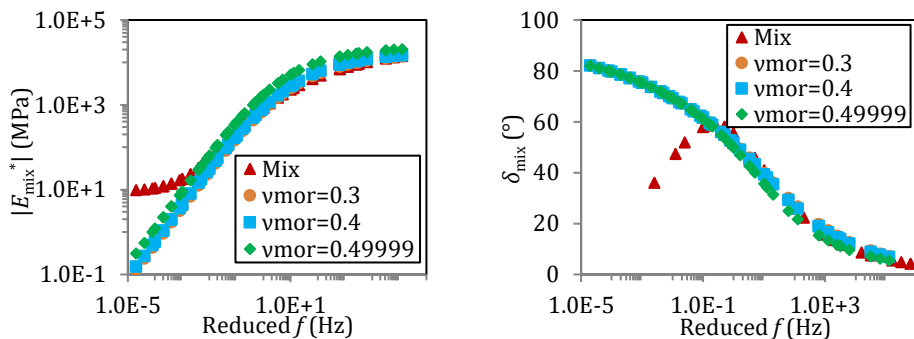 1.0E+5
1.0E+3
1.0E+1
1.0E-1
|E*mix| (MPa)
Mix
νmor=0.3
νmor=0.4
νmor=0.49999
1.0E-5
1.0E+1
Reduced f (Hz)
80
60
40
20
0
δmix (°)
Mix
νmor=0.3
νmor=0.4
νmor=0.49999
1.0E-5
1.0E-1
1.0E+3
Reduced f (Hz)